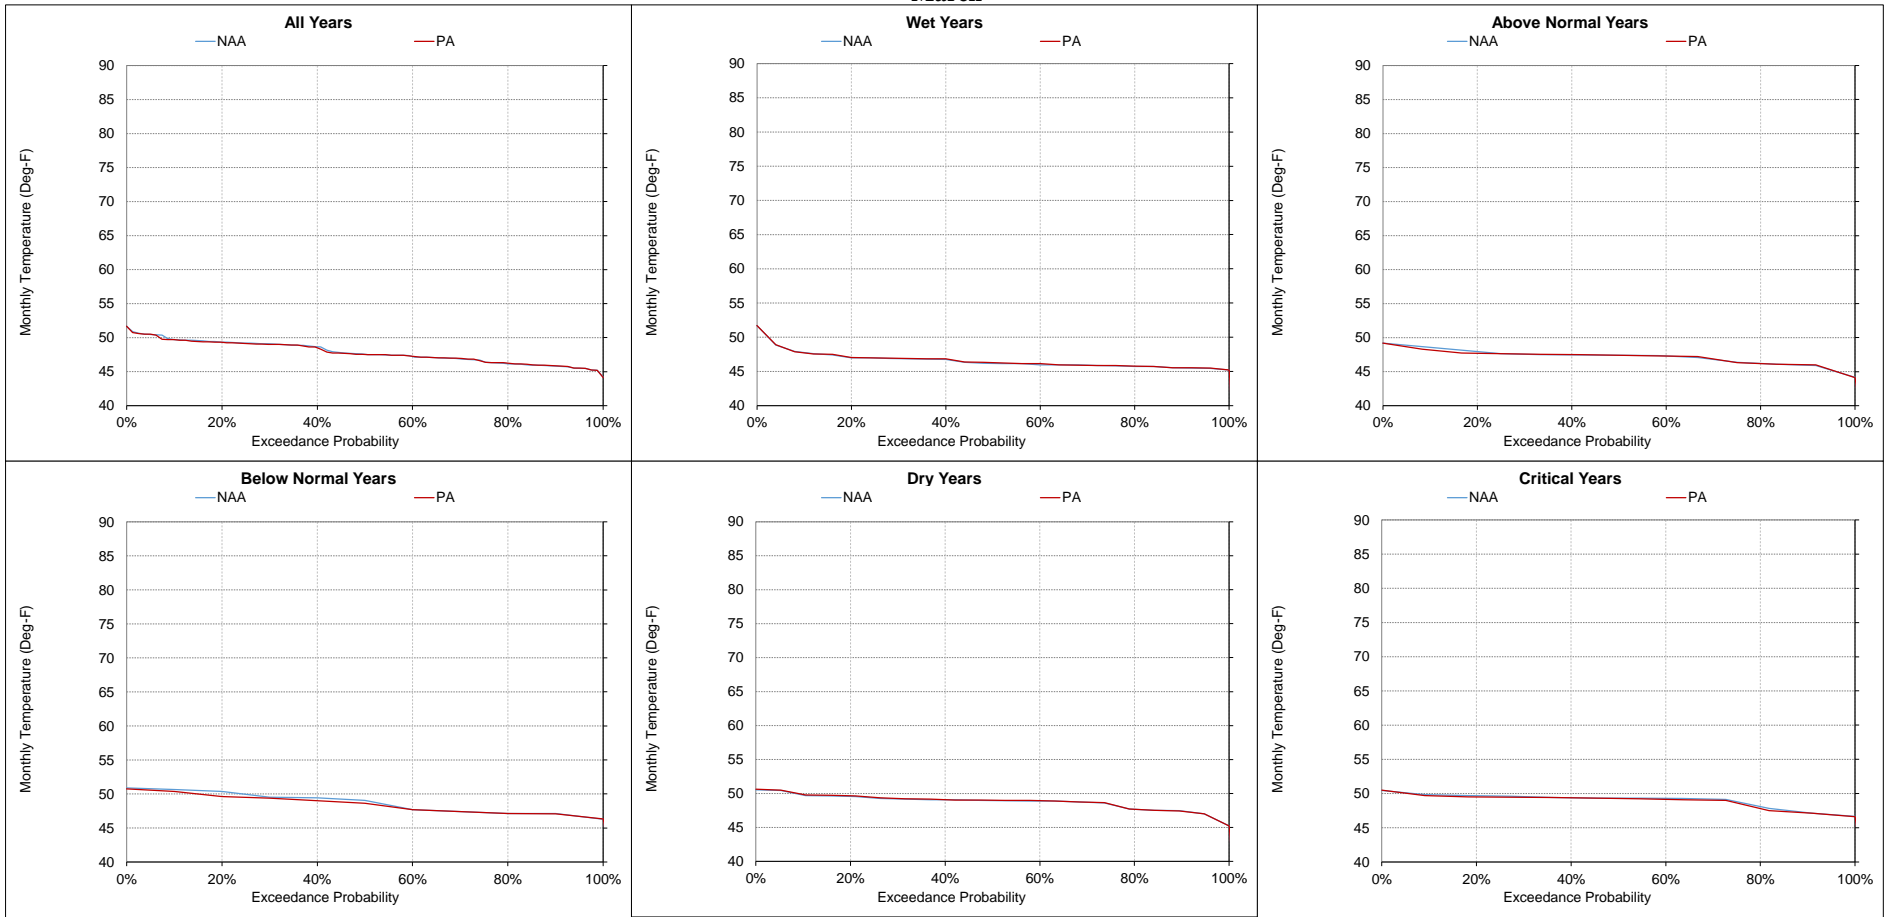 All Years
NAA PA
90
85
80
75
70
65
60
55
50
45
40
Monthly Temperature (Deg-F)
0% 20% 40% 60% 80% 100%
Exceedance Probability
Wet Years
NAA PA
90
85
80
75
70
65
60
55
50
45
40
Monthly Temperature (Deg-F)
0% 20% 40% 60% 80% 100%
Exceedance Probability
Above Normal Years
NAA PA
90
85
80
75
70
65
60
55
50
45
40
Monthly Temperature (Deg-F)
0% 20% 40% 60% 80% 100%
Exceedance Probability
Below Normal Years
NAA PA
90
85
80
75
70
65
60
55
50
45
40
Monthly Temperature (Deg-F)
0% 20% 40% 60% 80% 100%
Exceedance Probability
Dry Years
NAA PA
90
85
80
75
70
65
60
55
50
45
40
Monthly Temperature (Deg-F)
0% 20% 40% 60% 80% 100%
Exceedance Probability
Critical Years
NAA PA
90
85
80
75
70
65
60
55
50
45
40
Monthly Temperature (Deg-F)
0% 20% 40% 60% 80% 100%
Exceedance Probability